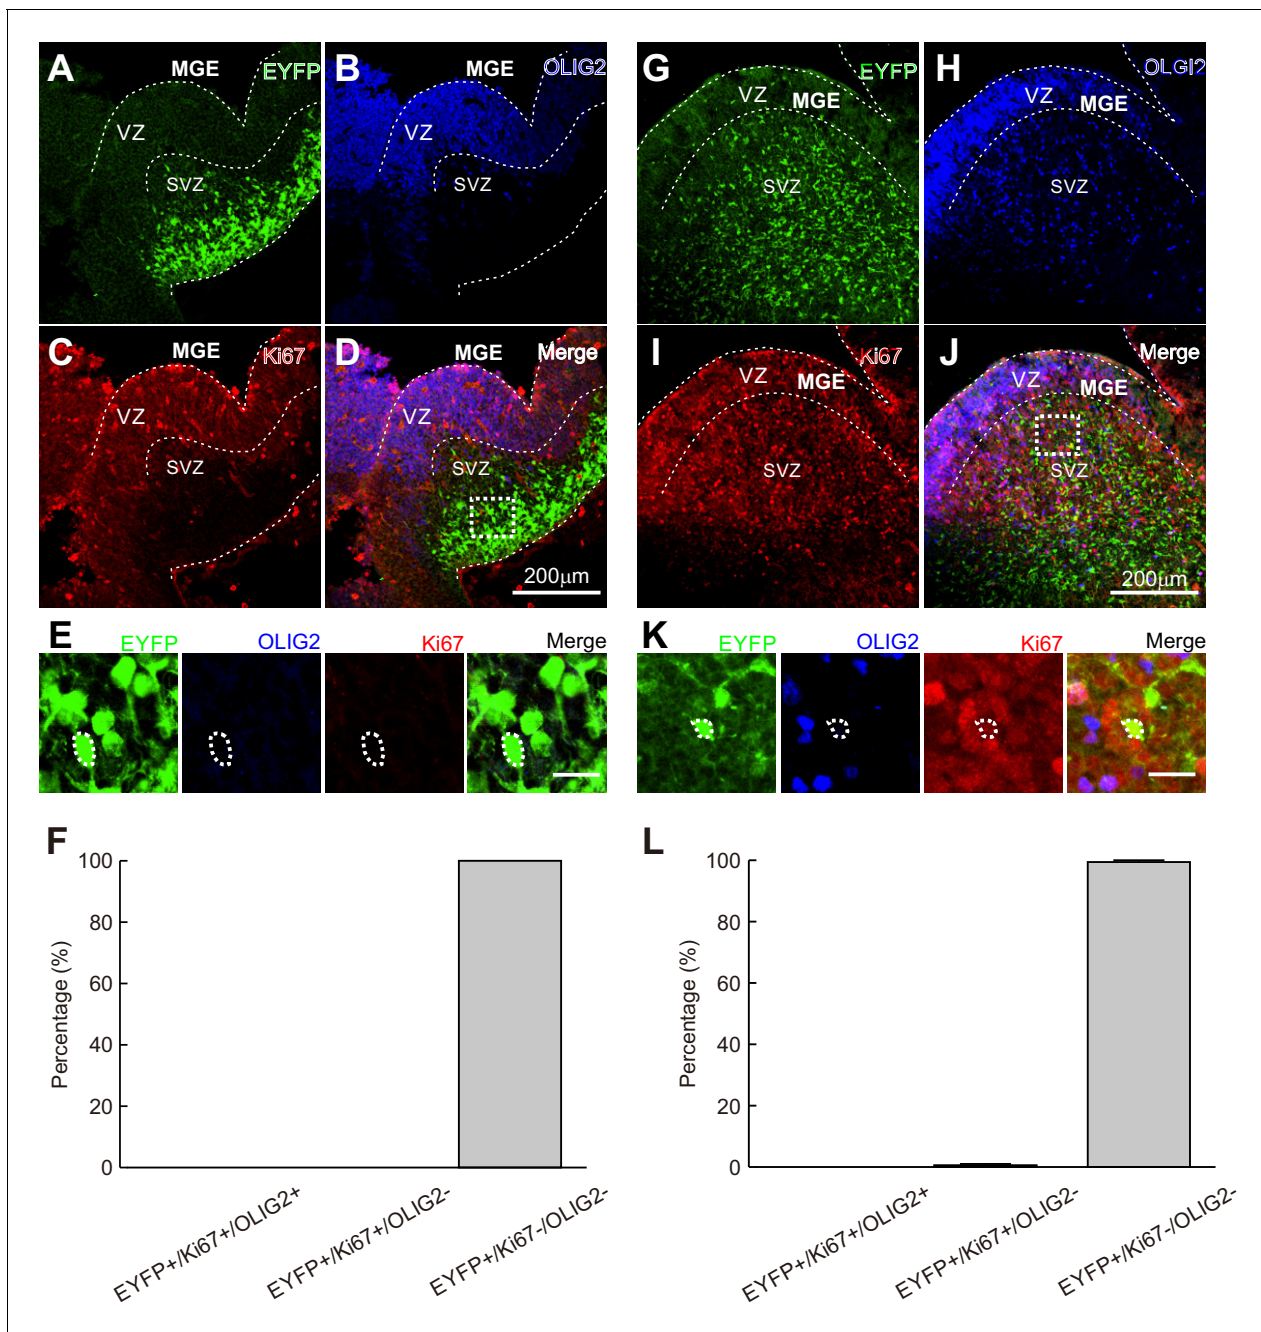 A
MGE
EYFP
VZ
SVZ
B
MGE
OLIG2
VZ
SVZ
C
MGE
Ki67
VZ
SVZ
D
MGE
Merge
VZ
SVZ
200μm
E
EYFP
OLIG2
Ki67
Merge
F
Percentage (%)
100
80
60
40
20
0
EYFP+/Ki67+/OLIG2+
EYFP+/Ki67+/OLIG2-
EYFP+/Ki67-/OLIG2-
G
EYFP
VZ
MGE
SVZ
H
OLGI2
VZ
MGE
SVZ
I
Ki67
VZ
MGE
SVZ
J
Merge
VZ
MGE
SVZ
200μm
K
EYFP
OLIG2
Ki67
Merge
L
Percentage (%)
100
80
60
40
20
0
EYFP+/Ki67+/OLIG2+
EYFP+/Ki67+/OLIG2-
EYFP+/Ki67-/OLIG2-